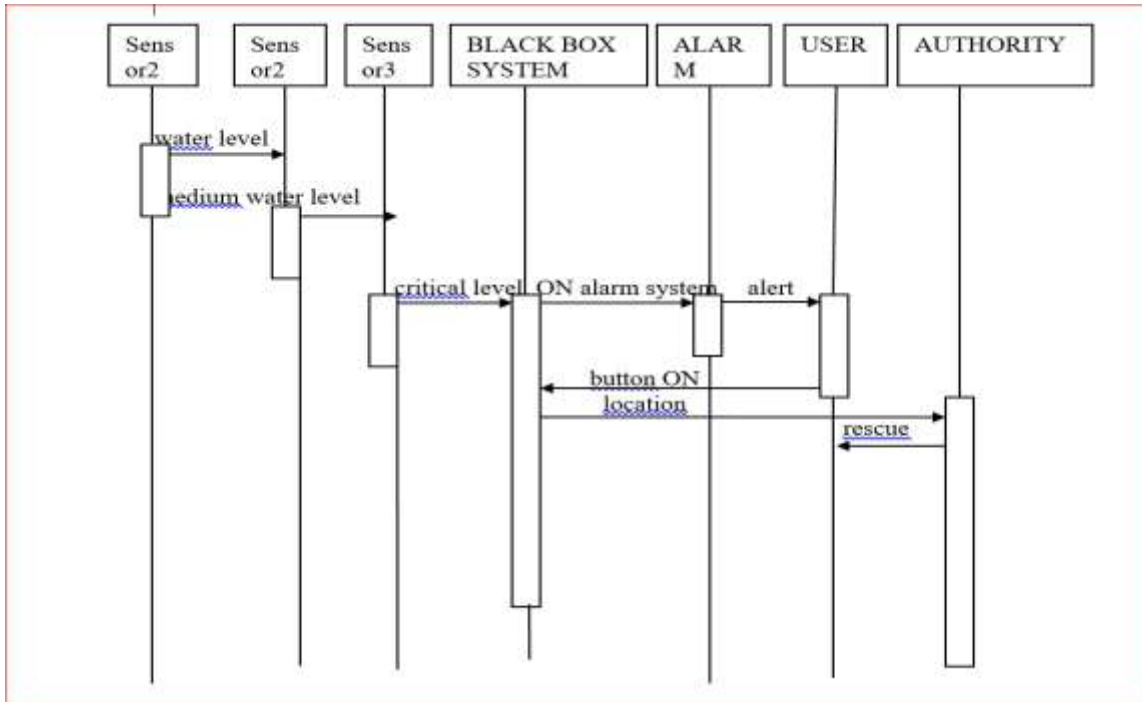 Sens
or2
Sens
or2
Sens
or3
BLACK BOX
SYSTEM
ALAR
M
USER
AUTHORITY
water level
medium water level
critical level
ON alarm system
alert
button ON
location
rescue